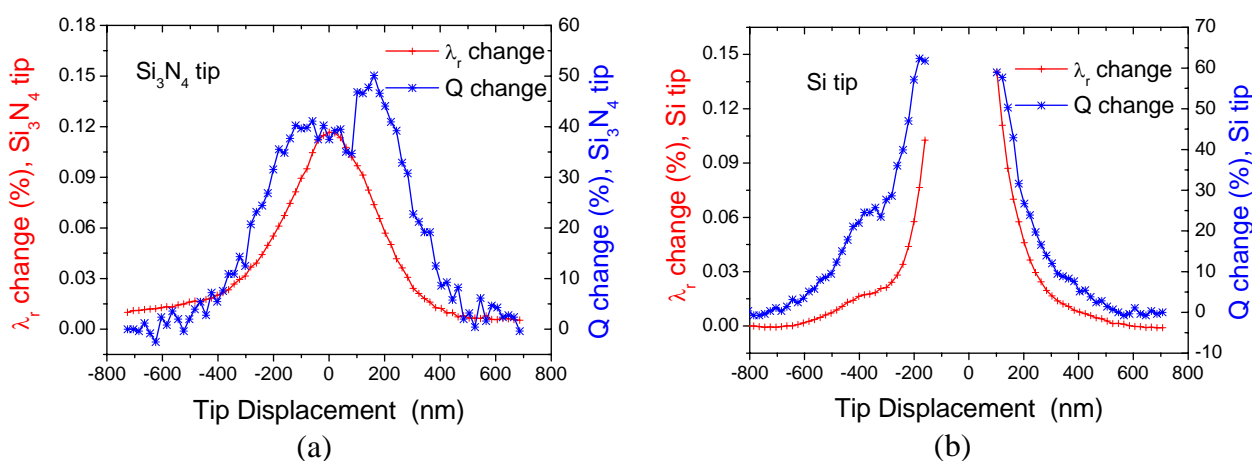 0.18
0.15
0.12
0.09
0.06
0.03
0.00
λr change (%), Si3N4 tip
Si3N4 tip
λr change
Q change
60
50
40
30
20
10
0
Q change (%), Si3N4 tip
-800 -600 -400 -200 0 200 400 600 800
Tip Displacement (nm)
(a)
0.15
0.12
0.09
0.06
0.03
0.00
λr change (%), Si tip
Si tip
λr change
Q change
70
60
50
40
30
20
10
0
-10
Q change (%), Si tip
-800 -600 -400 -200 0 200 400 600 800
Tip Displacement (nm)
(b)